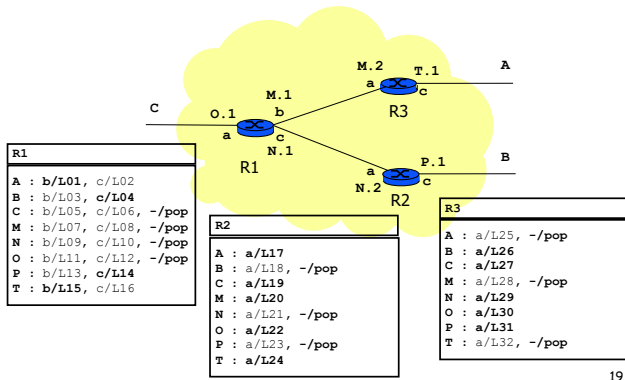 A
M.2
T.1
a
c
R3
C
O.1
M.1
b
a
c
R1
N.1
P.1
B
a
c
N.2
R2
R1
A : b/L01, c/L02
B : b/L03, c/L04
C : b/L05, c/L06, -/pop
M : b/L07, c/L08, -/pop
N : b/L09, c/L10, -/pop
O : b/L11, c/L12, -/pop
P : b/L13, c/L14
T : b/L15, c/L16
R2
A : a/L17
B : a/L18, -/pop
C : a/L19
M : a/L20
N : a/L21, -/pop
O : a/L22
P : a/L23, -/pop
T : a/L24
R3
A : a/L25, -/pop
B : a/L26
C : a/L27
M : a/L28, -/pop
N : a/L29
O : a/L30
P : a/L31
T : a/L32, -/pop
19